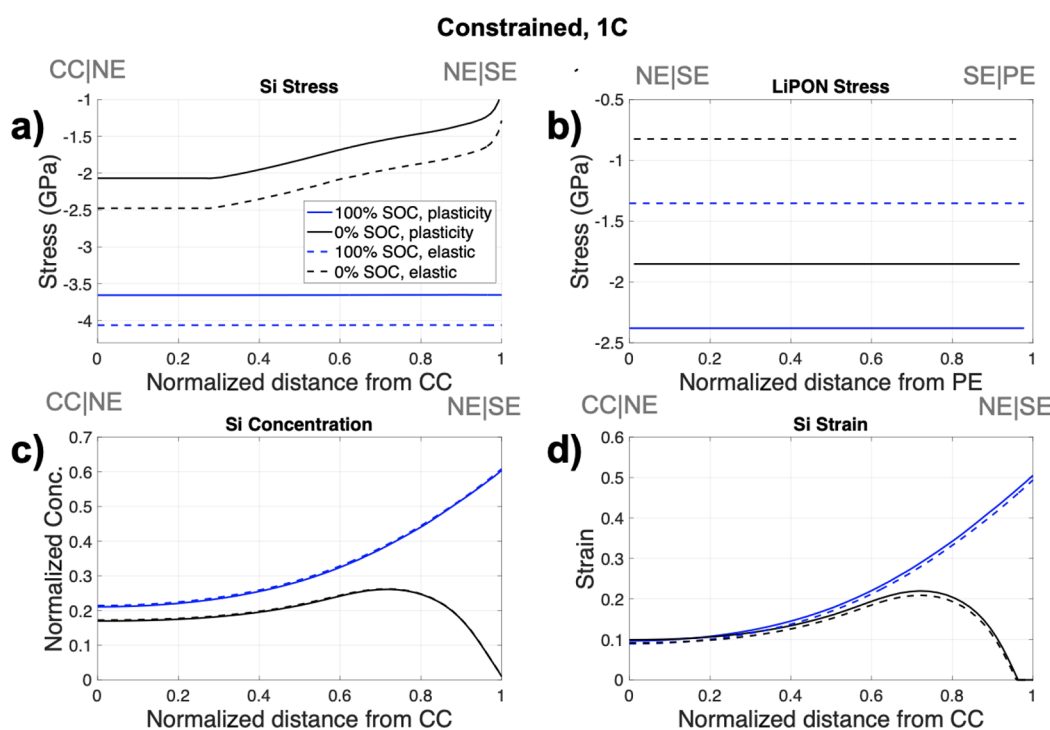 Constrained, 1C
CC|NE
NE|SE
Si Stress
a)
Stress (GPa)
-1
-1.5
-2
-2.5
-3
-3.5
-4
100% SOC, plasticity
0% SOC, plasticity
100% SOC, elastic
0% SOC, elastic
0 0.2 0.4 0.6 0.8 1
Normalized distance from CC
NE|SE
SE|PE
LiPON Stress
b)
Stress (GPa)
-0.5
-1
-1.5
-2
-2.5
0 0.2 0.4 0.6 0.8 1
Normalized distance from PE
CC|NE
NE|SE
Si Concentration
c)
Normalized Conc.
0.7
0.6
0.5
0.4
0.3
0.2
0.1
0
0 0.2 0.4 0.6 0.8 1
Normalized distance from CC
CC|NE
NE|SE
Si Strain
d)
Strain
0.6
0.5
0.4
0.3
0.2
0.1
0
0 0.2 0.4 0.6 0.8 1
Normalized distance from CC